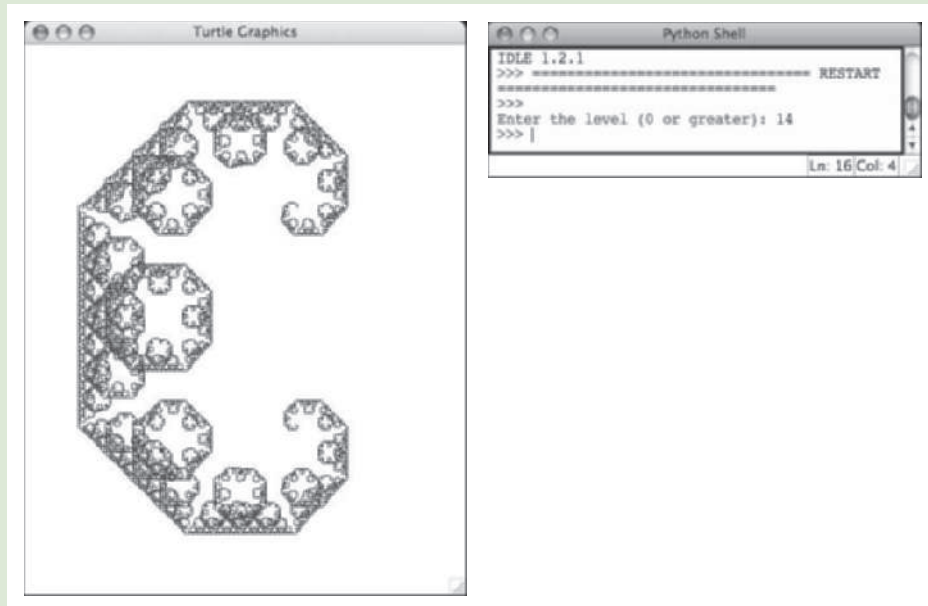 Turtle Graphics
Python Shell
IDLE 1.2.1
>>> ================================ RESTART
================================
>>>
Enter the level (0 or greater): 14
>>>
Ln: 16 Col: 4